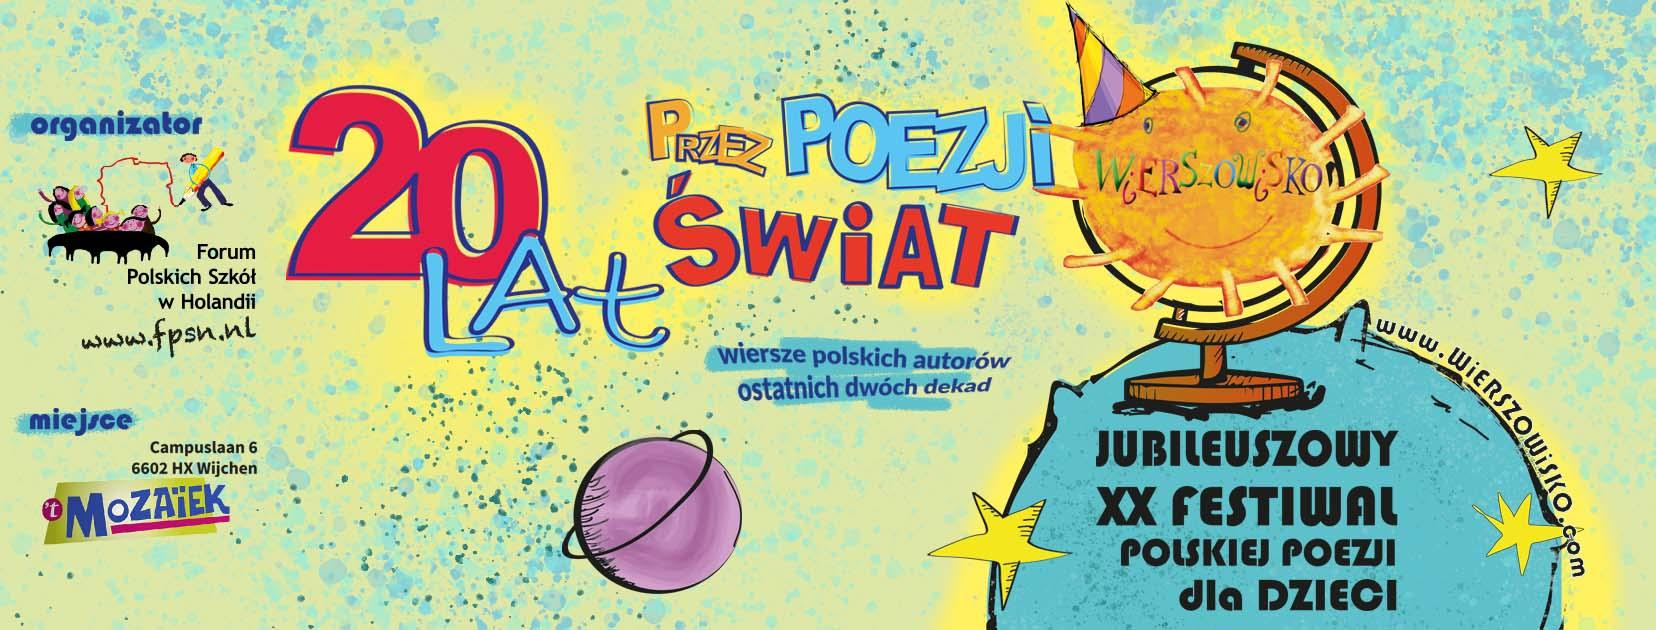 organizator
Forum
Polskich Szkół
w Holandii
www.fpsn.nl
miejsce
Campuslaan 6
6602 HX Wijchen
't MOZAÏEK
20
LAt
PRZEZ POEZJI
ŚWiAT
wiersze polskich autorów
ostatnich dwóch dekad
WiERSZOWiSKO
www.WiERSZOWiSKO.com
JUBILEUSZOWY
XX FESTIWAL
POLSKIEJ POEZJI
dla DZIECI